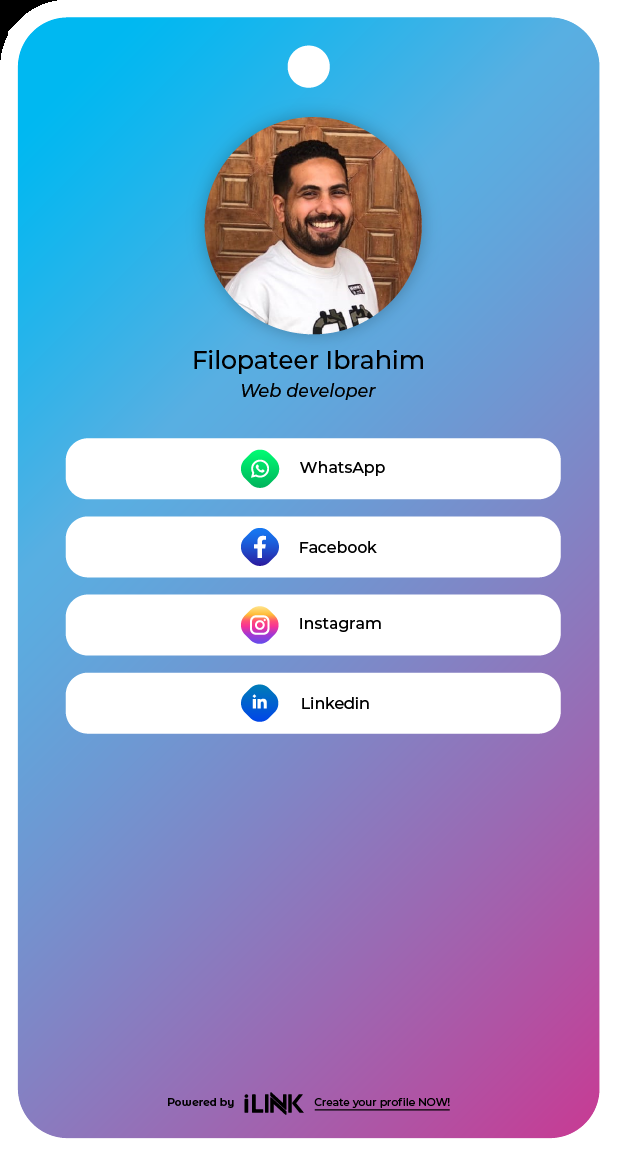 Filopateer Ibrahim
Web developer
WhatsApp
Facebook
Instagram
Linkedin
Powered by iLINK Create your profile NOW!